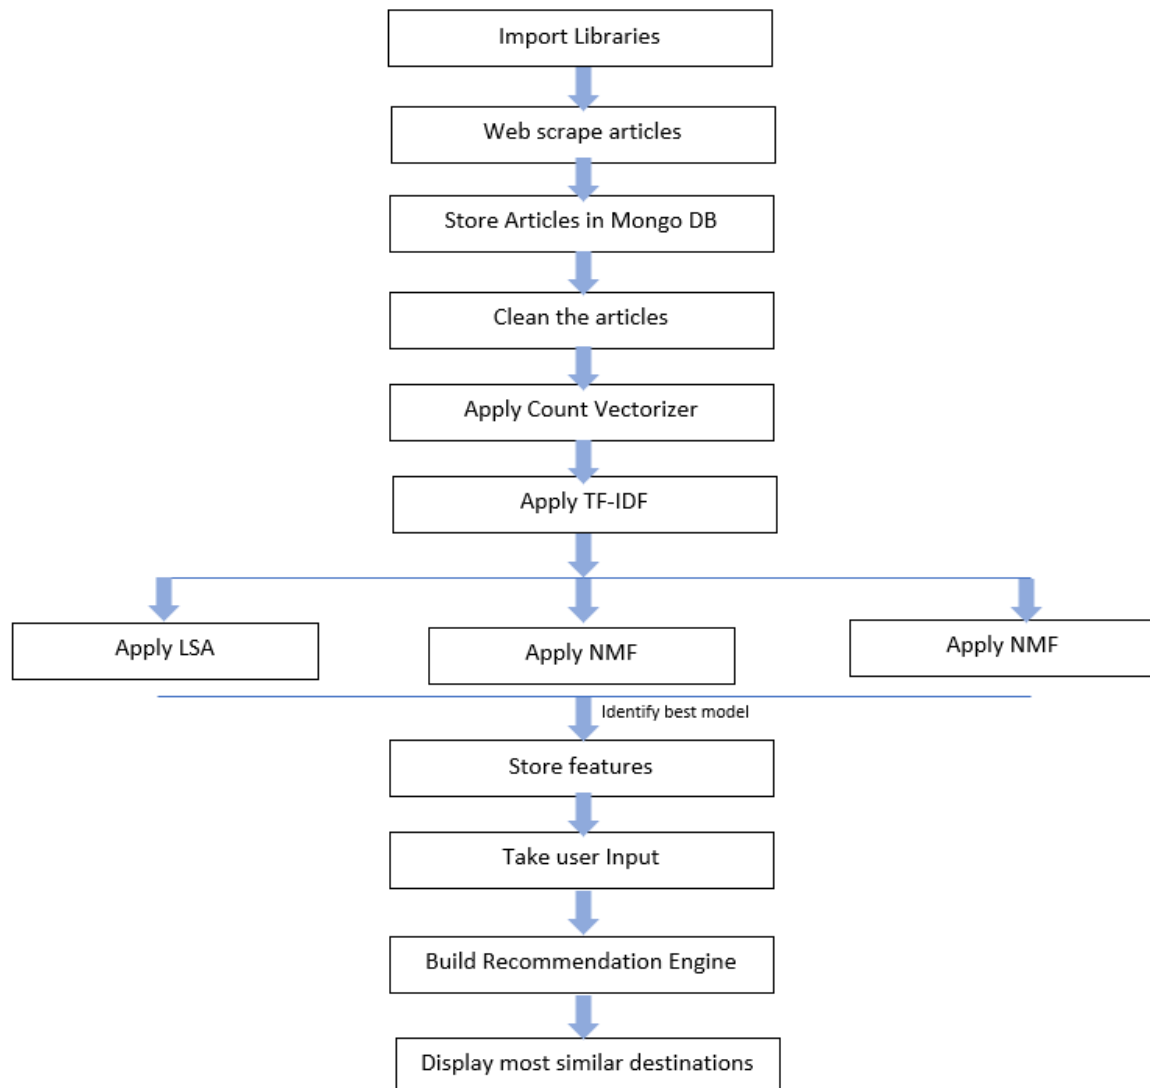 Import Libraries
Web scrape articles
Store Articles in Mongo DB
Clean the articles
Apply Count Vectorizer
Apply TF-IDF
Apply LSA
Apply NMF
Apply NMF
Identify best model
Store features
Take user Input
Build Recommendation Engine
Display most similar destinations